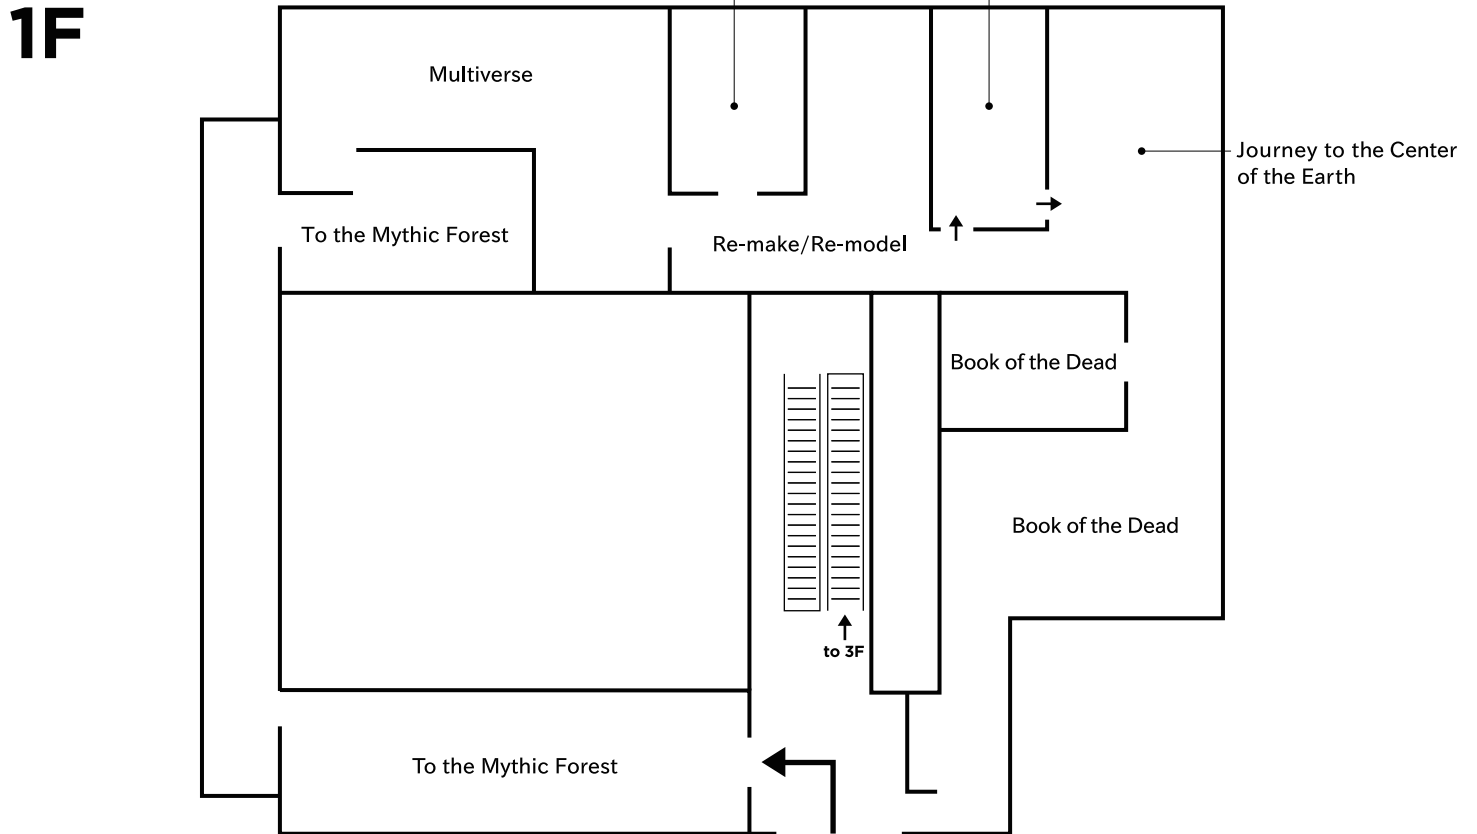 1F
Multiverse
Journey to the Center
of the Earth
To the Mythic Forest
Re-make/Re-model
Book of the Dead
Book of the Dead
to 3F
To the Mythic Forest